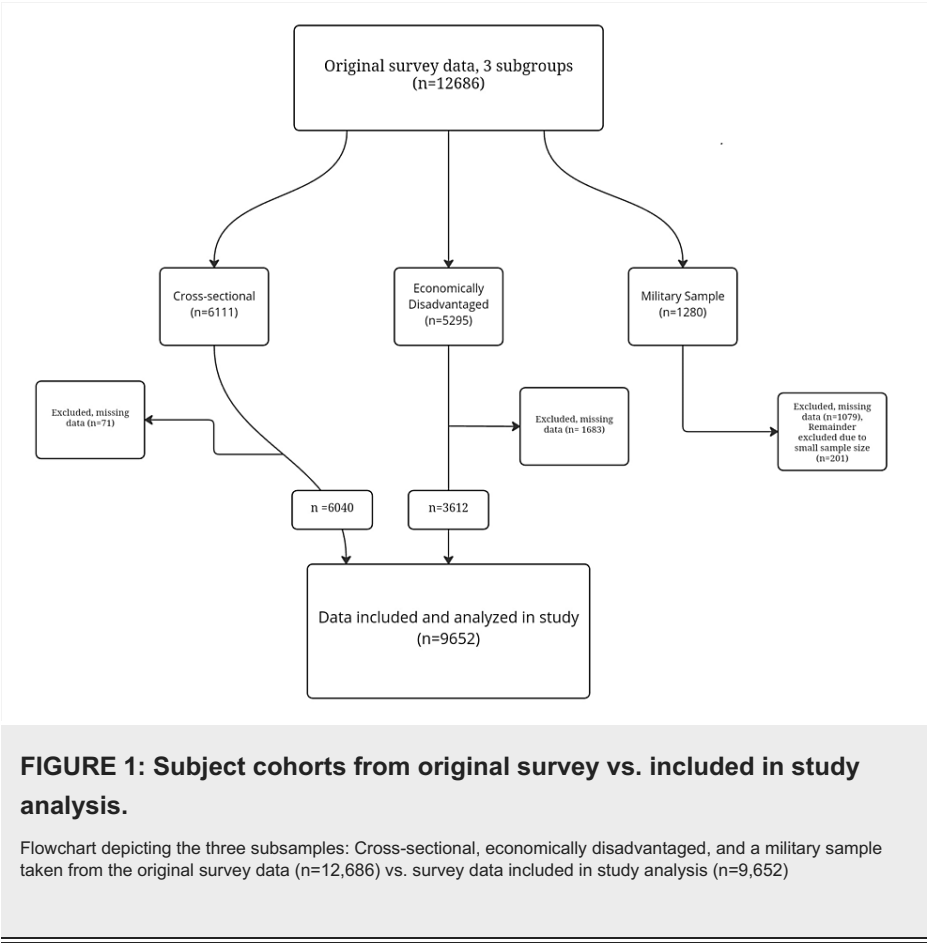 Original survey data, 3 subgroups
(n=12686)
Cross-sectional
(n=6111)
Economically
Disadvantaged
(n=5295)
Military Sample
(n=1280)
Excluded, missing
data (n=71)
Excluded, missing
data (n= 1683)
Excluded, missing
data (n=1079),
Remainder
excluded due to
small sample size
(n=201)
n =6040
n=3612
Data included and analyzed in study
(n=9652)
FIGURE 1: Subject cohorts from original survey vs. included in study
analysis.
Flowchart depicting the three subsamples: Cross-sectional, economically disadvantaged, and a military sample
taken from the original survey data (n=12,686) vs. survey data included in study analysis (n=9,652)